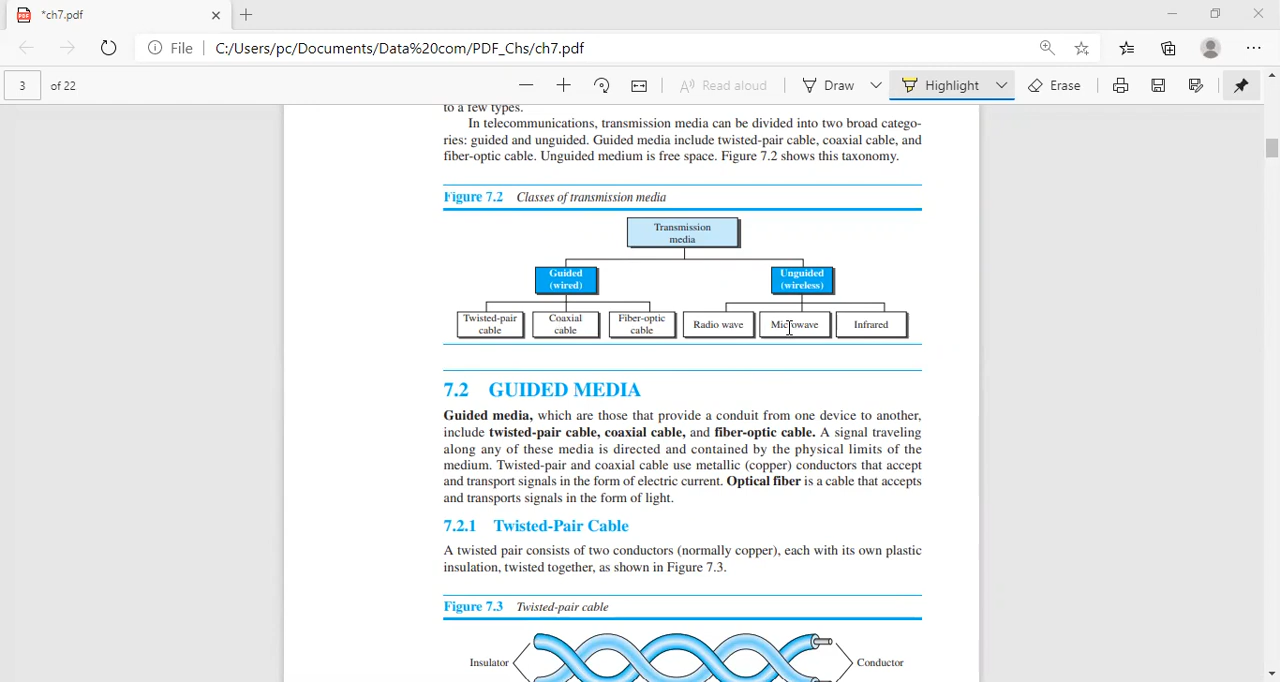 *ch7.pdf
File
C:/Users/pc/Documents/Data%20com/PDF_Chs/ch7.pdf
3 of 22
Read aloud
Draw
Highlight
Erase
to a few types.
In telecommunications, transmission media can be divided into two broad catego-
ries: guided and unguided. Guided media include twisted-pair cable, coaxial cable, and
fiber-optic cable. Unguided medium is free space. Figure 7.2 shows this taxonomy.
Figure 7.2 Classes of transmission media
Transmission
media
Guided
(wired)
Unguided
(wireless)
Twisted-pair
cable
Coaxial
cable
Fiber-optic
cable
Radio wave
Microwave
Infrared
7.2 GUIDED MEDIA
Guided media, which are those that provide a conduit from one device to another,
include twisted-pair cable, coaxial cable, and fiber-optic cable. A signal traveling
along any of these media is directed and contained by the physical limits of the
medium. Twisted-pair and coaxial cable use metallic (copper) conductors that accept
and transport signals in the form of electric current. Optical fiber is a cable that accepts
and transports signals in the form of light.
7.2.1 Twisted-Pair Cable
A twisted pair consists of two conductors (normally copper), each with its own plastic
insulation, twisted together, as shown in Figure 7.3.
Figure 7.3 Twisted-pair cable
Insulator
Conductor